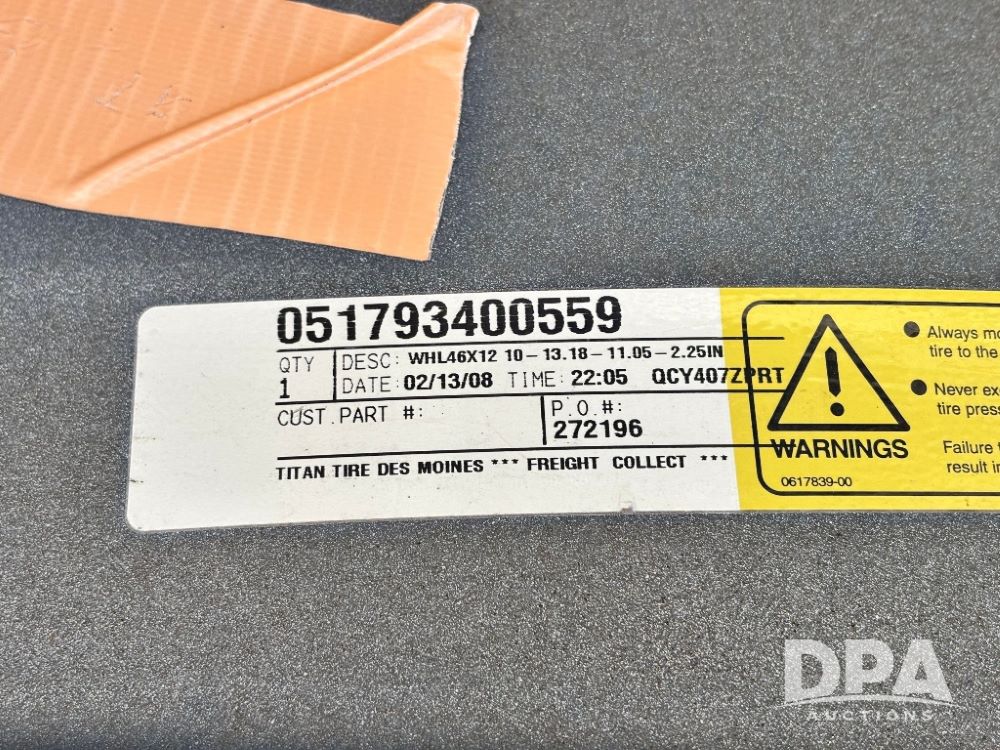 051793400559
QTY
1
DESC: WHL46X12 10-13.18-11.05-2.25IN
DATE: 02/13/08 TIME: 22:05 QCY407ZPRT
CUST.PART #:
P.O.#:
272196
TITAN TIRE DES MOINES *** FREIGHT COLLECT ***
WARNINGS
0617839-00
Always mo
tire to the
Never ex
tire press
Failure t
result in
DPA
AUCTIONS